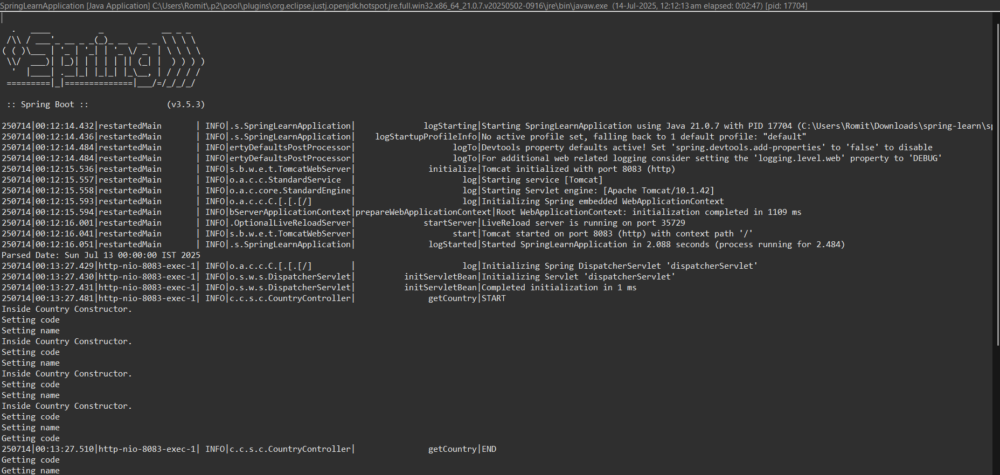 SpringLearnApplication [Java Application] C:\Users\Romit\.p2\pool\plugins\org.eclipse.justj.openjdk.hotspot.jre.full.win32.x86_64_21.0.7.v20250502-0916\jre\bin\javaw.exe (14-Jul-2025, 12:12:13 am elapsed: 0:02:47) [pid: 17704]
  .   ____          _            __ _ _
 /\\ / ___'_ __ _ _(_)_ __  __ _ \ \ \ \
( ( )\___ | '_ | '_| | '_ \/ _` | \ \ \ \
 \\/  ___)| |_)| | | | | || (_| |  ) ) ) )
  '  |____| .__|_| |_|_| |_\__, | / / / /
 =========|_|==============|___/=/_/_/_/
 :: Spring Boot ::                (v3.5.3)
250714|00:12:14.432|restartedMain       | INFO|.s.SpringLearnApplication|              logStarting|Starting SpringLearnApplication using Java 21.0.7 with PID 17704 (C:\Users\Romit\Downloads\spring-learn\sp
250714|00:12:14.436|restartedMain       | INFO|.s.SpringLearnApplication|    logStartupProfileInfo|No active profile set, falling back to 1 default profile: "default"
250714|00:12:14.484|restartedMain       | INFO|ertyDefaultsPostProcessor|                    logTo|Devtools property defaults active! Set 'spring.devtools.add-properties' to 'false' to disable
250714|00:12:14.484|restartedMain       | INFO|ertyDefaultsPostProcessor|                    logTo|For additional web related logging consider setting the 'logging.level.web' property to 'DEBUG'
250714|00:12:15.536|restartedMain       | INFO|s.b.w.e.t.TomcatWebServer|               initialize|Tomcat initialized with port 8083 (http)
250714|00:12:15.557|restartedMain       | INFO|o.a.c.c.StandardService  |                      log|Starting service [Tomcat]
250714|00:12:15.558|restartedMain       | INFO|o.a.c.core.StandardEngine|                      log|Starting Servlet engine: [Apache Tomcat/10.1.42]
250714|00:12:15.593|restartedMain       | INFO|o.a.c.c.C.[.[.[/]        |                      log|Initializing Spring embedded WebApplicationContext
250714|00:12:15.594|restartedMain       | INFO|bServerApplicationContext|prepareWebApplicationContext|Root WebApplicationContext: initialization completed in 1109 ms
250714|00:12:16.001|restartedMain       | INFO|.OptionalLiveReloadServer|              startServer|LiveReload server is running on port 35729
250714|00:12:16.041|restartedMain       | INFO|s.b.w.e.t.TomcatWebServer|                    start|Tomcat started on port 8083 (http) with context path '/'
250714|00:12:16.051|restartedMain       | INFO|.s.SpringLearnApplication|               logStarted|Started SpringLearnApplication in 2.088 seconds (process running for 2.484)
Parsed Date: Sun Jul 13 00:00:00 IST 2025
250714|00:13:27.429|http-nio-8083-exec-1| INFO|o.a.c.c.C.[.[.[/]        |                      log|Initializing Spring DispatcherServlet 'dispatcherServlet'
250714|00:13:27.430|http-nio-8083-exec-1| INFO|o.s.w.s.DispatcherServlet|          initServletBean|Initializing Servlet 'dispatcherServlet'
250714|00:13:27.431|http-nio-8083-exec-1| INFO|o.s.w.s.DispatcherServlet|          initServletBean|Completed initialization in 1 ms
250714|00:13:27.481|http-nio-8083-exec-1| INFO|c.c.s.c.CountryController|               getCountry|START
Inside Country Constructor.
Setting code
Setting name
Inside Country Constructor.
Setting code
Setting name
Inside Country Constructor.
Setting code
Setting name
Inside Country Constructor.
Setting code
Setting name
Getting code
250714|00:13:27.510|http-nio-8083-exec-1| INFO|c.c.s.c.CountryController|               getCountry|END
Getting code
Getting name